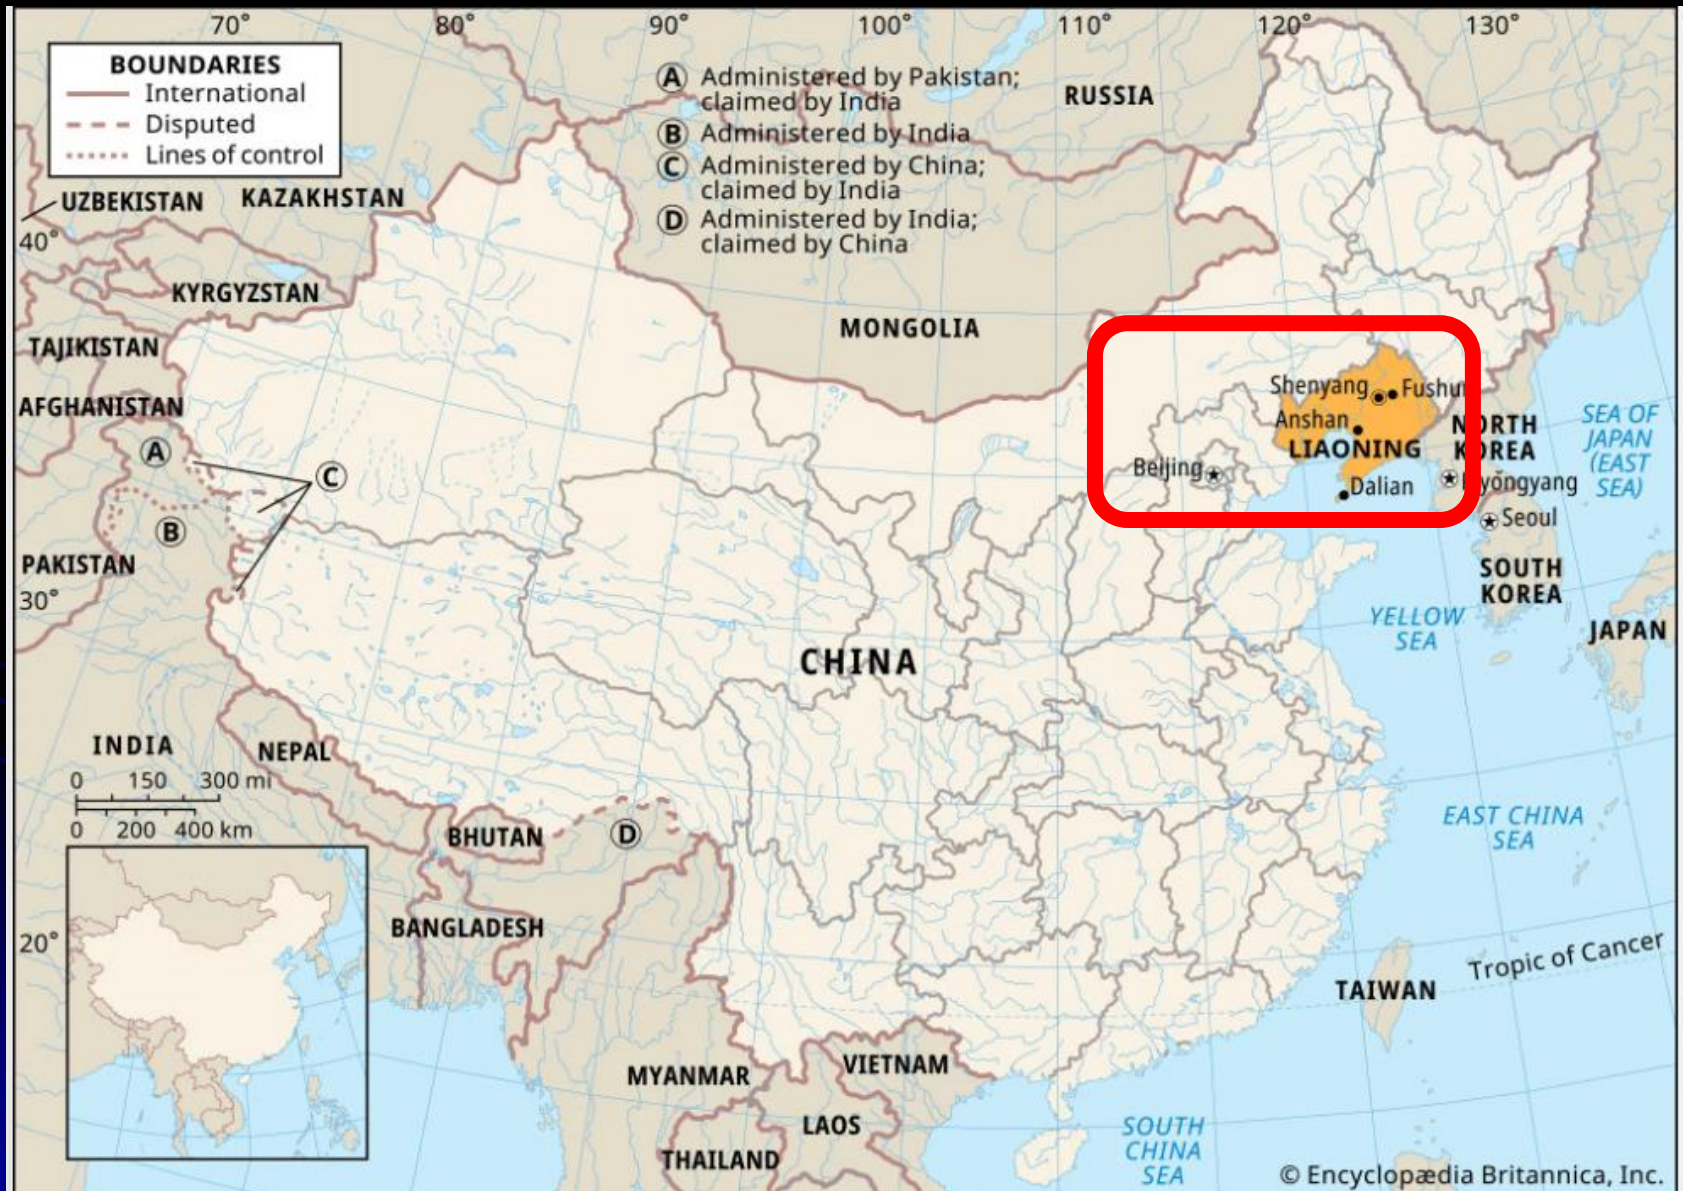 70°
80°
90°
100°
110°
120°
130°
BOUNDARIES
International
Disputed
Lines of control
A Administered by Pakistan;
claimed by India
B Administered by India
C Administered by China;
claimed by India
D Administered by India;
claimed by China
RUSSIA
UZBEKISTAN
KAZAKHSTAN
40°
KYRGYZSTAN
MONGOLIA
TAJIKISTAN
AFGHANISTAN
Shenyang
Fushun
Anshan
LIAONING
Beijing
Dalian
NORTH
KOREA
Pyŏngyang
Seoul
SOUTH
KOREA
SEA OF
JAPAN
(EAST
SEA)
A
C
B
PAKISTAN
30°
YELLOW
SEA
JAPAN
CHINA
INDIA
NEPAL
0 150 300 mi
0 200 400 km
BHUTAN
D
EAST CHINA
SEA
BANGLADESH
20°
Tropic of Cancer
TAIWAN
MYANMAR
VIETNAM
LAOS
THAILAND
SOUTH
CHINA
SEA
© Encyclopædia Britannica, Inc.